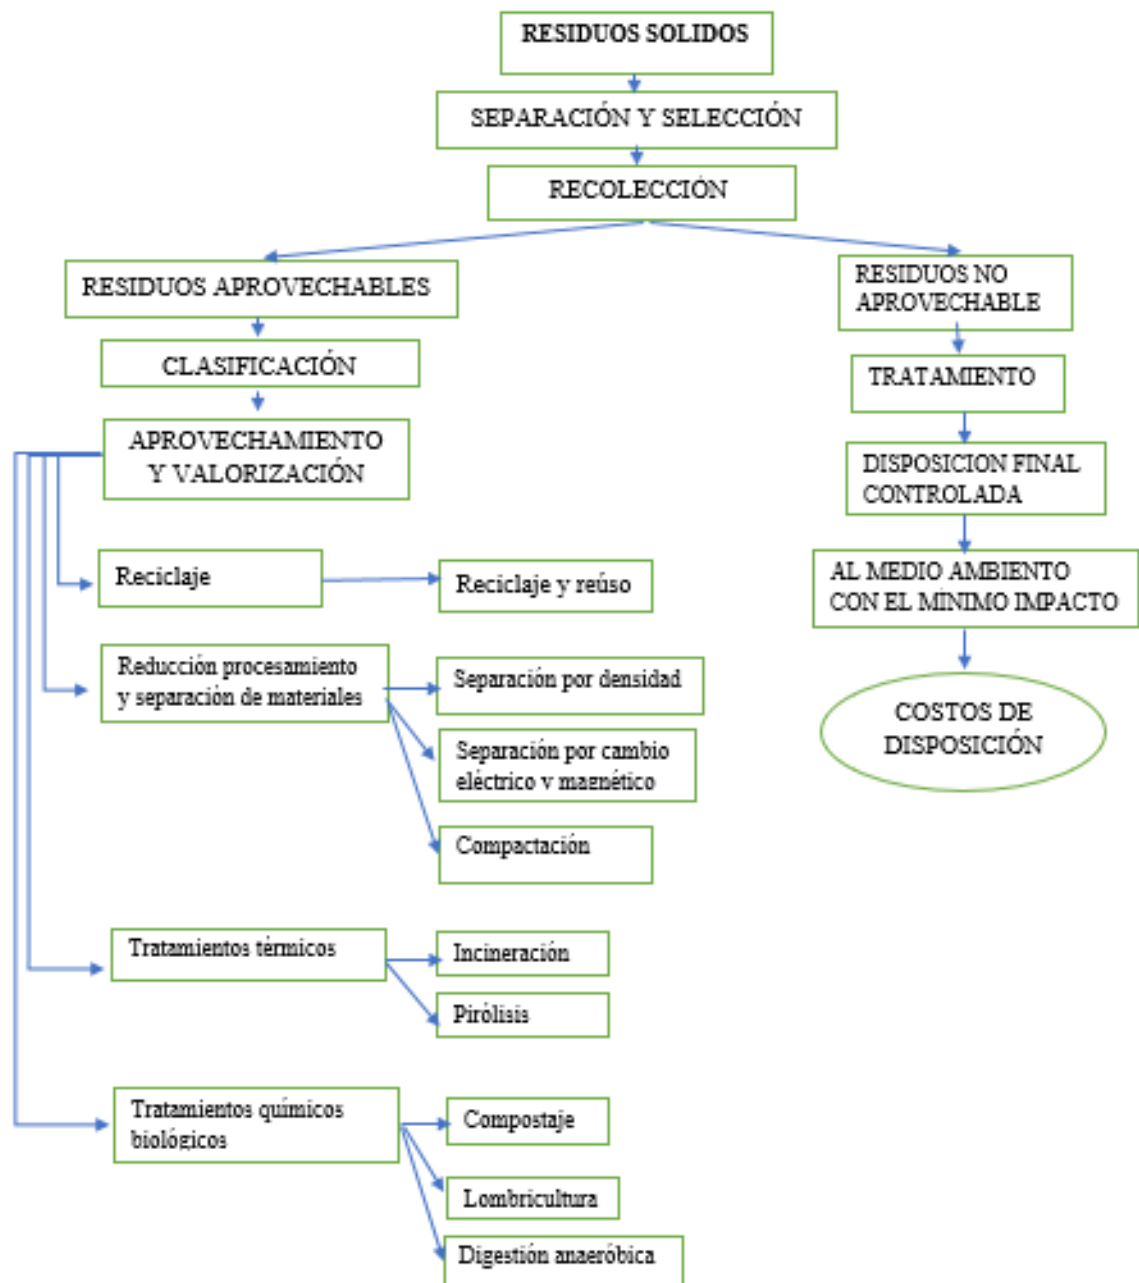 RESIDUOS SOLIDOS
SEPARACIÓN Y SELECCIÓN
RECOLECCIÓN
RESIDUOS APROVECHABLES
CLASIFICACIÓN
APROVECHAMIENTO
Y VALORIZACIÓN
Reciclaje
Reciclaje y reúso
Reducción procesamiento
y separación de materiales
Separación por densidad
Separación por cambio
eléctrico y magnético
Compactación
Tratamientos térmicos
Incineración
Pirólisis
Tratamientos químicos
biológicos
Compostaje
Lombricultura
Digestión anaeróbica
RESIDUOS NO
APROVECHABLE
TRATAMIENTO
DISPOSICION FINAL
CONTROLADA
AL MEDIO AMBIENTE
CON EL MÍNIMO IMPACTO
COSTOS DE
DISPOSICIÓN